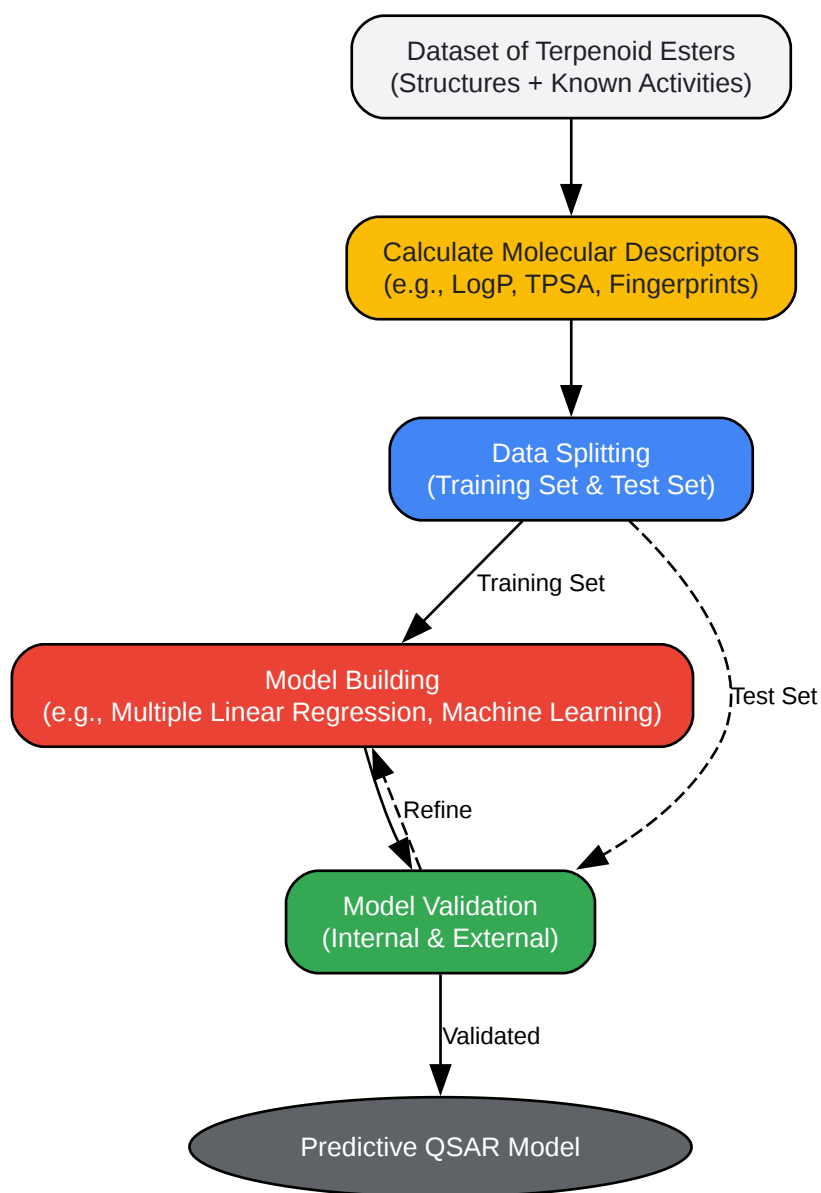 Dataset of Terpenoid Esters
(Structures + Known Activities)
Calculate Molecular Descriptors
(e.g., LogP, TPSA, Fingerprints)
Data Splitting
(Training Set & Test Set)
Training Set
Model Building
(e.g., Multiple Linear Regression, Machine Learning)
Test Set
Refine
Model Validation
(Internal & External)
Validated
Predictive QSAR Model